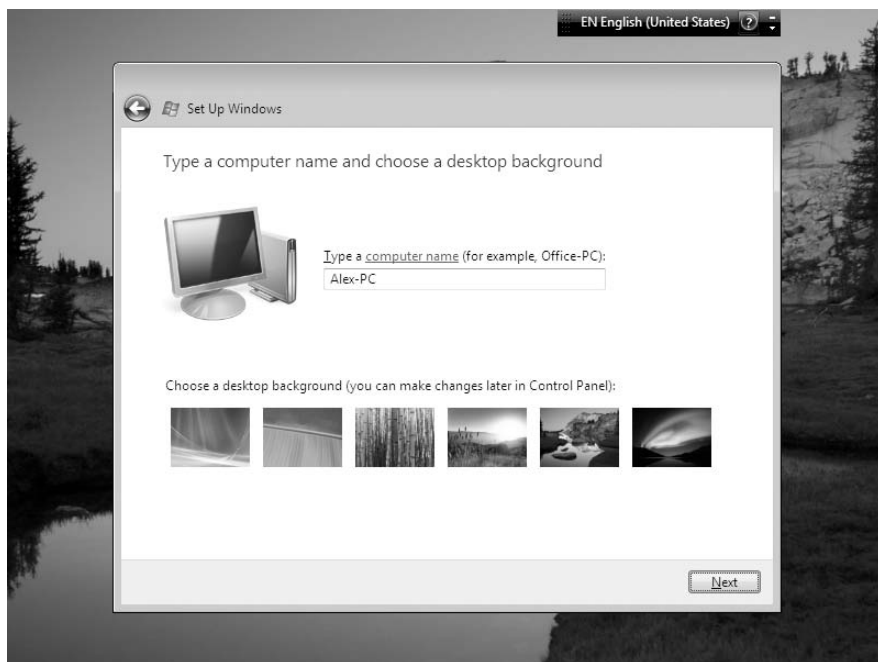 EN English (United States) ?
Set Up Windows
Type a computer name and choose a desktop background
Type a computer name (for example, Office-PC):
Alex-PC
Choose a desktop background (you can make changes later in Control Panel):
Next